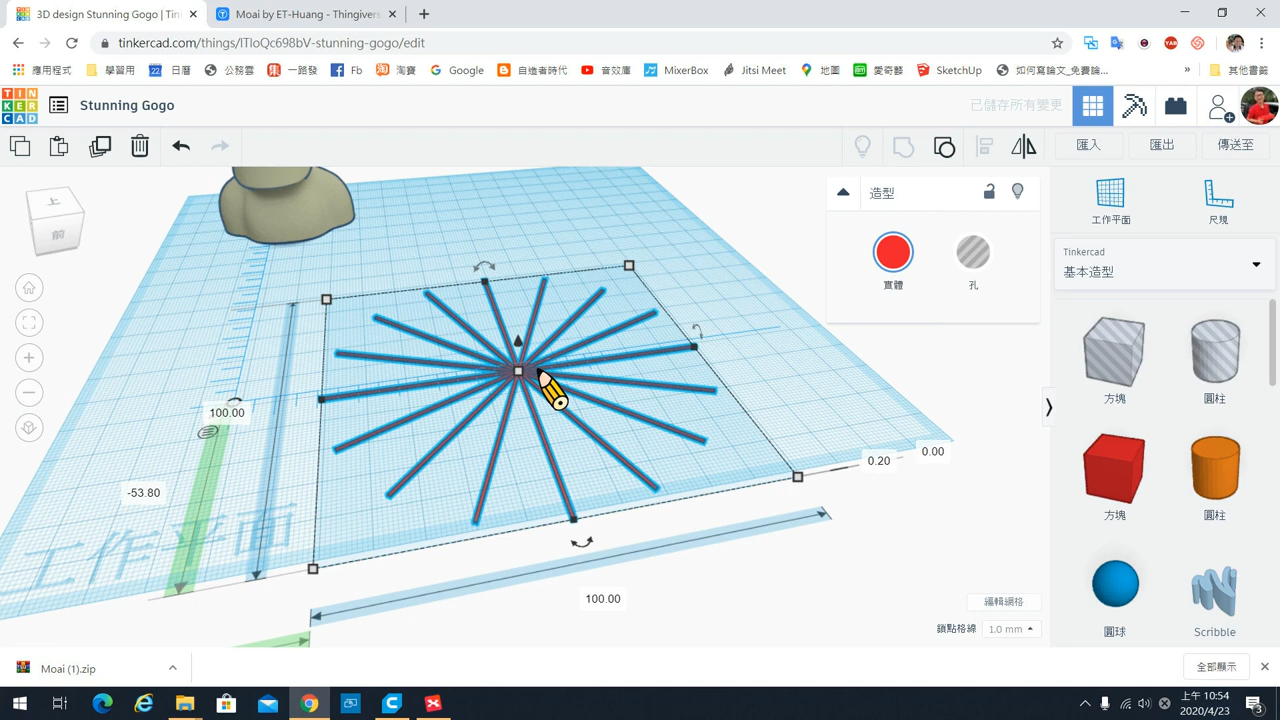 3D design Stunning Gogo | Tin
Moai by ET-Huang - Thingivers
tinkercad.com/things/lTloQc698bV-stunning-gogo/edit
應用程式
學習用
22
日曆
公務雲
集
一路發
Fb
淘寶
Google
自造者時代
音效庫
MixerBox
Jitsi Meet
地圖
愛奇藝
SketchUp
如何寫論文_免費論...
»
其他書籤
TIN
KER
CAD
Stunning Gogo
已儲存所有變更
匯入
匯出
傳送至
上
前
造型
實體
孔
工作平面
尺規
Tinkercad
基本造型
方塊
圓柱
方塊
圓柱
圓球
Scribble
100.00
-53.80
0.20
0.00
100.00
工作平面
編輯網格
鎖點格線
1.0 mm
Moai (1).zip
全部顯示
上午 10:54
2020/4/23
3